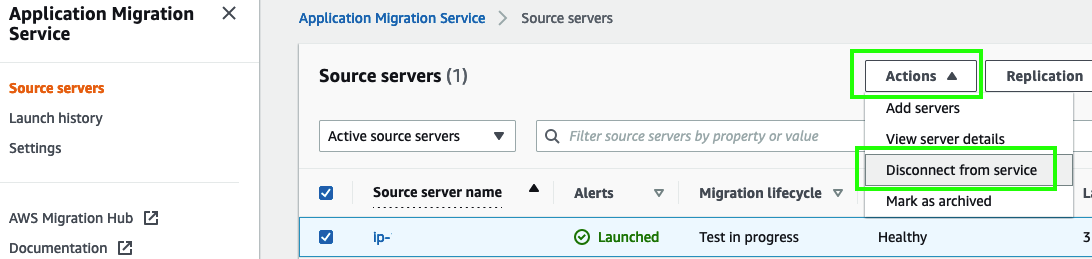 Application Migration Service
Application Migration Service > Source servers
Source servers
Launch history
Settings
AWS Migration Hub
Documentation
Source servers (1)
Actions
Replication
Add servers
View server details
Disconnect from service
Mark as archived
Active source servers
Filter source servers by property or value
Source server name
Alerts
Migration lifecycle
La
ip-
Launched
Test in progress
Healthy
3